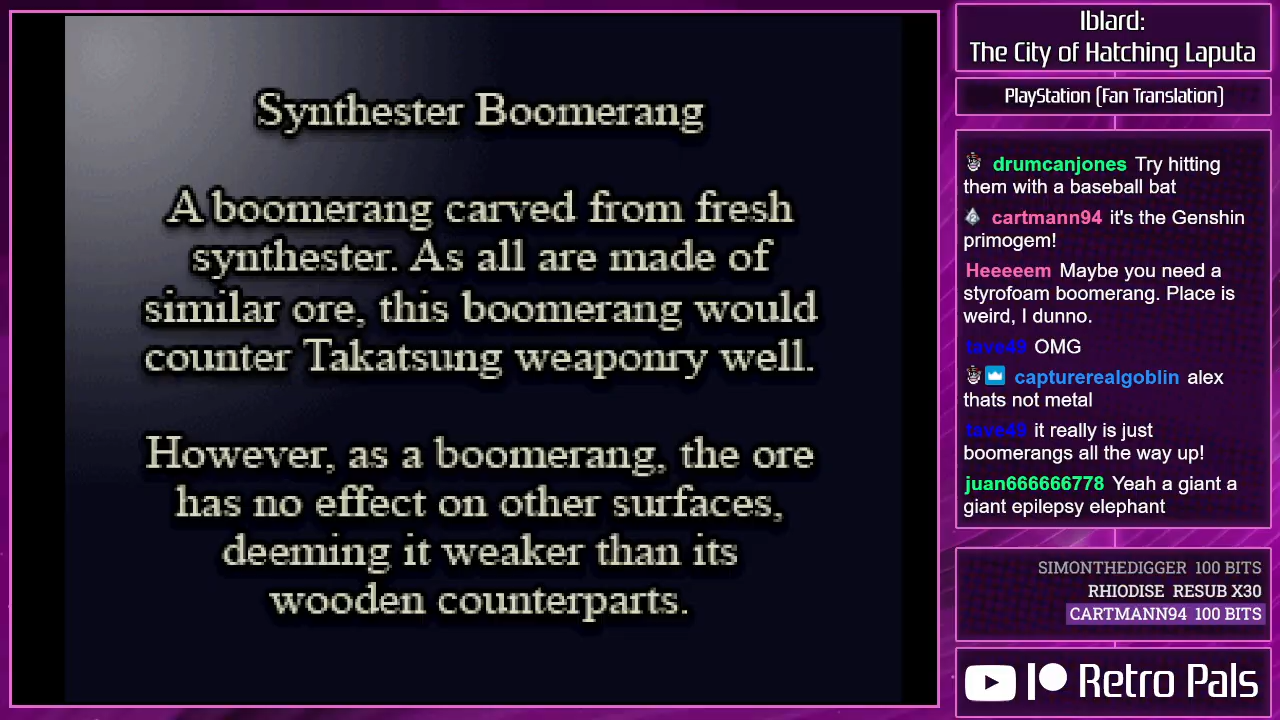 Synthester Boomerang
A boomerang carved from fresh
synthester. As all are made of
similar ore, this boomerang would
counter Takatsung weaponry well.
However, as a boomerang, the ore
has no effect on other surfaces,
deeming it weaker than its
wooden counterparts.
Iblard:
The City of Hatching Laputa
PlayStation (Fan Translation)
drumcanjones Try hitting
them with a baseball bat
cartmann94 it's the Genshin
primogem!
Heeeeem Maybe you need a
styrofoam boomerang. Place is
weird, I dunno.
tave49 OMG
capturerealgoblin alex
thats not metal
tave49 it really is just
boomerangs all the way up!
juan666666778 Yeah a giant a
giant epilepsy elephant
SIMONTHEDIGGER 100 BITS
RHIODISE RESUB X30
CARTMANN94 100 BITS
Retro Pals